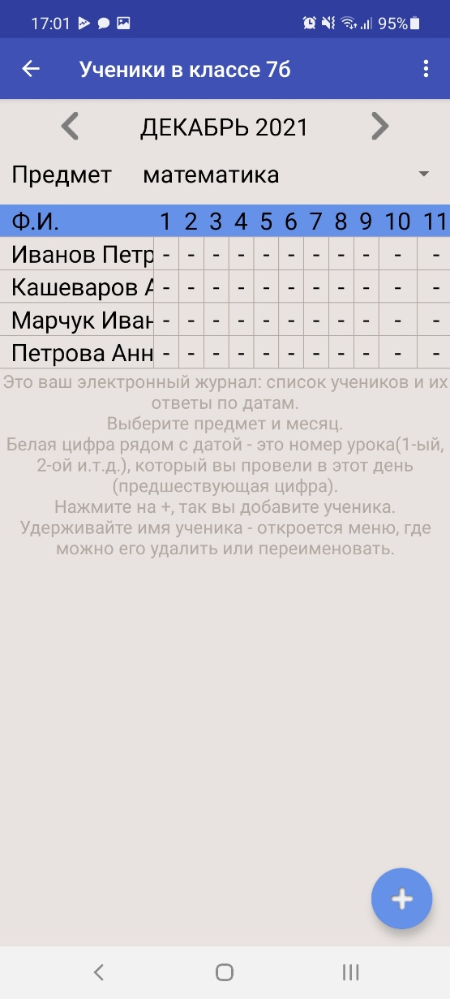 17:01 95%
Ученики в классе 7б
ДЕКАБРЬ 2021
Предмет математика
Ф.И. 1 2 3 4 5 6 7 8 9 10 11
Иванов Петр - - - - - - - - - - -
Кашеваров А - - - - - - - - - - -
Марчук Иван - - - - - - - - - - -
Петрова Анн - - - - - - - - - - -
Это ваш электронный журнал: список учеников и их
ответы по датам.
Выберите предмет и месяц.
Белая цифра рядом с датой - это номер урока(1-ый,
2-ой и.т.д.), который вы провели в этот день
(предшествующая цифра).
Нажмите на +, так вы добавите ученика.
Удерживайте имя ученика - откроется меню, где
можно его удалить или переименовать.